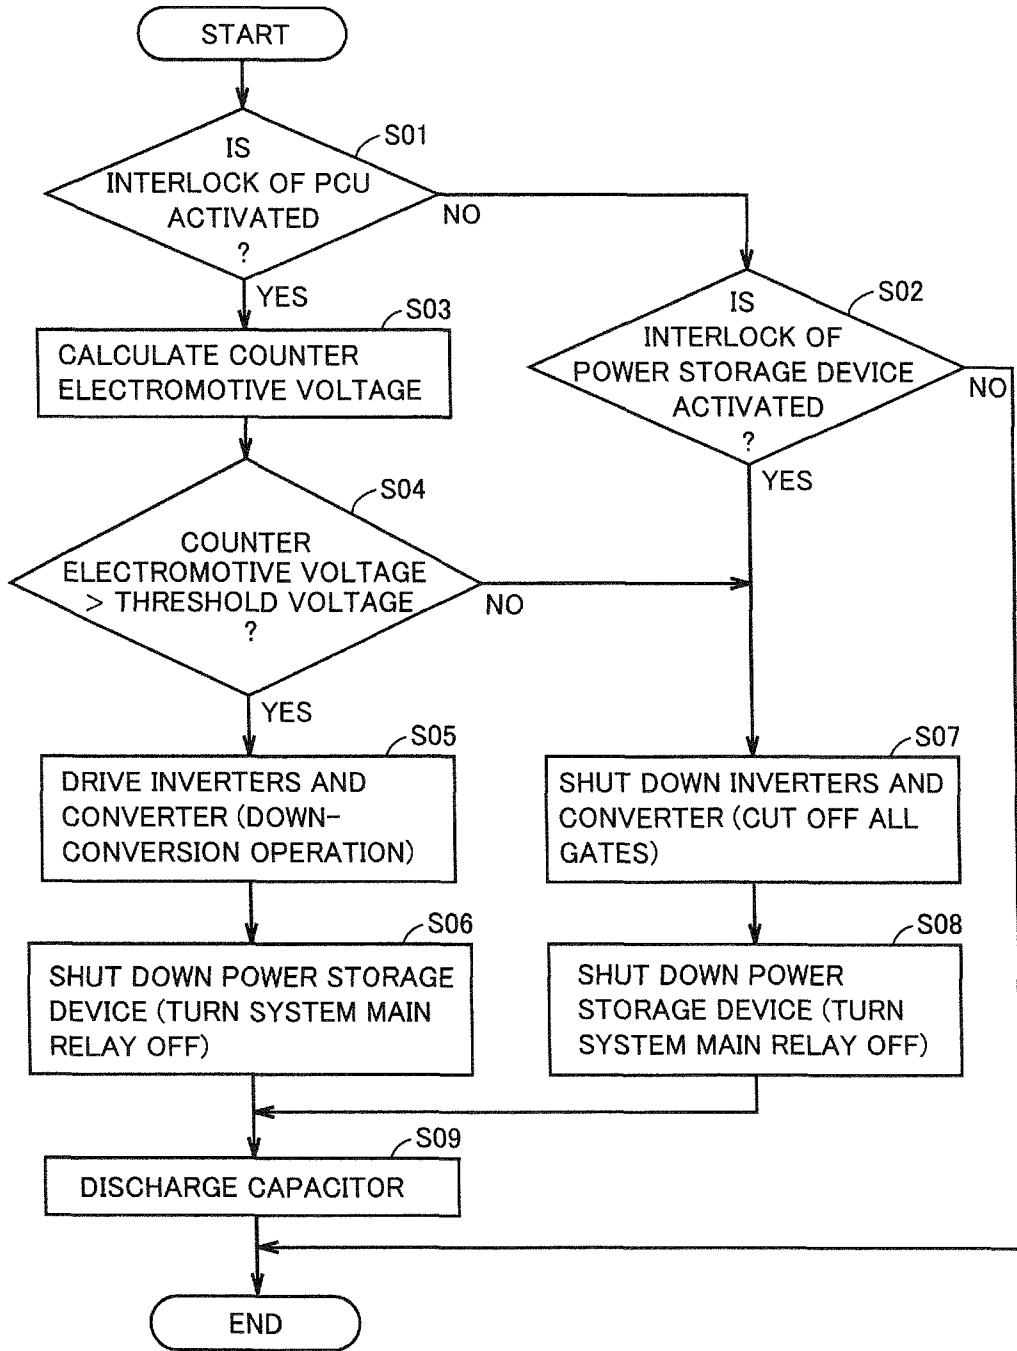 START
S01
IS
INTERLOCK OF PCU
ACTIVATED
?
NO
YES
S02
IS
INTERLOCK OF
POWER STORAGE DEVICE
ACTIVATED
?
NO
YES
S03
CALCULATE COUNTER
ELECTROMOTIVE VOLTAGE
S04
COUNTER
ELECTROMOTIVE VOLTAGE
> THRESHOLD VOLTAGE
?
NO
YES
S05
DRIVE INVERTERS AND
CONVERTER (DOWN-
CONVERSION OPERATION)
S07
SHUT DOWN INVERTERS AND
CONVERTER (CUT OFF ALL
GATES)
S06
SHUT DOWN POWER STORAGE
DEVICE (TURN SYSTEM MAIN
RELAY OFF)
S08
SHUT DOWN POWER
STORAGE DEVICE (TURN
SYSTEM MAIN RELAY OFF)
S09
DISCHARGE CAPACITOR
END